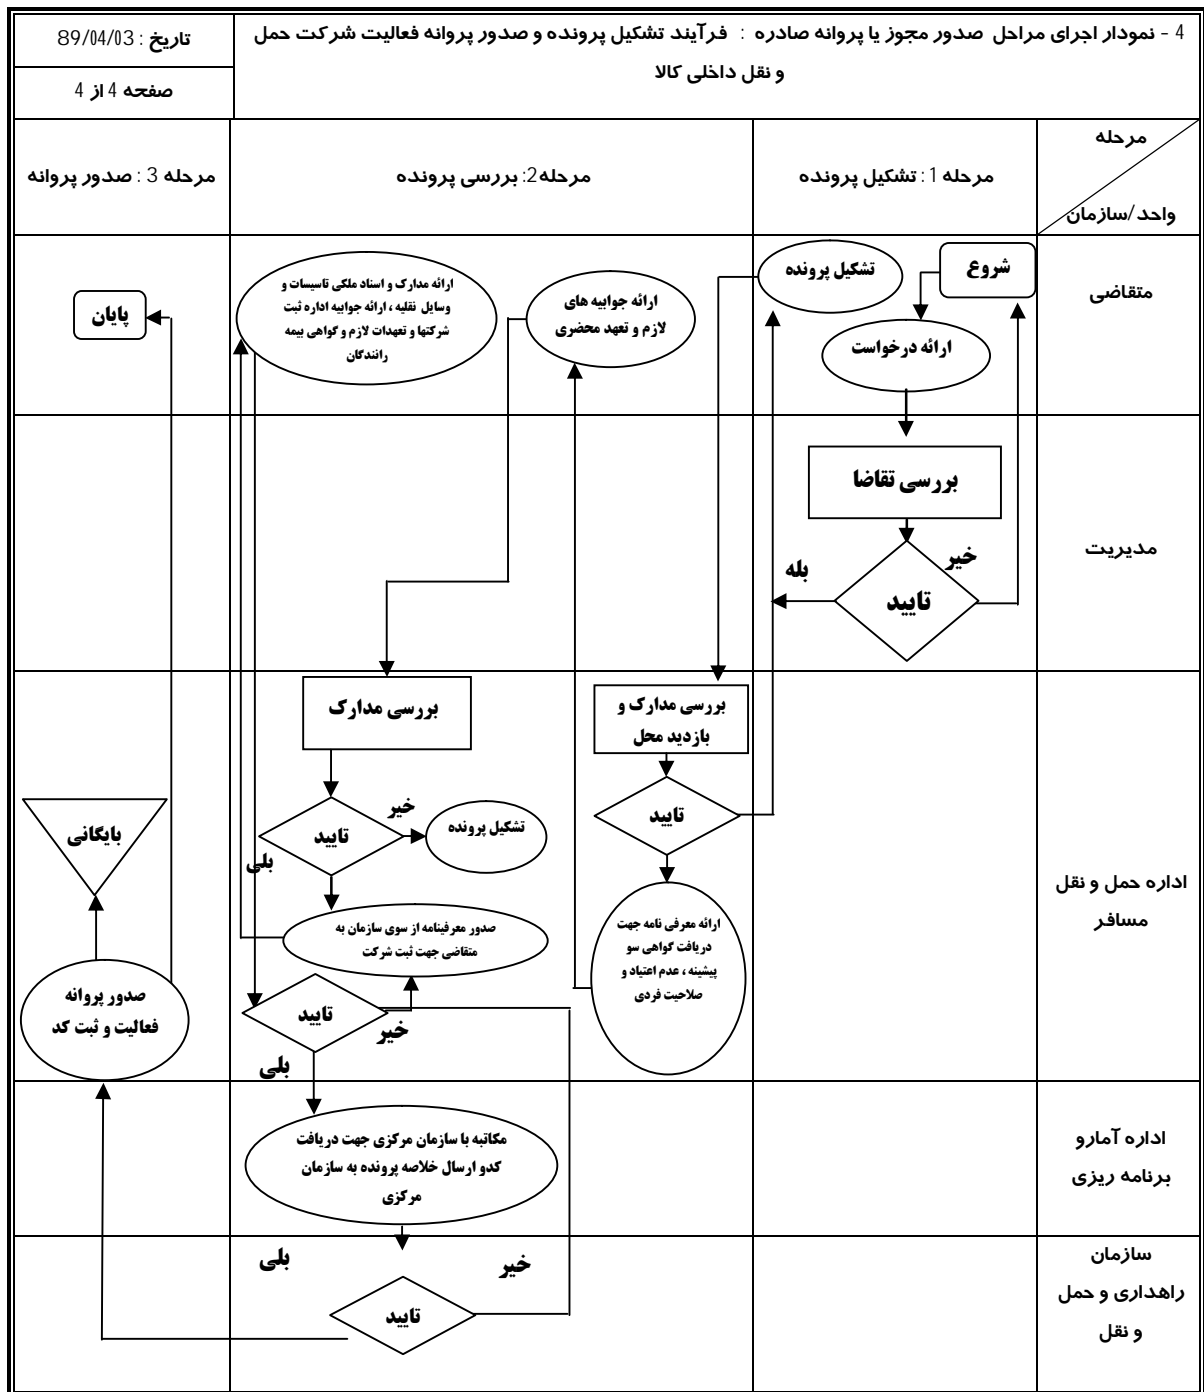 4 - نمودار اجرای مراحل صدور مجوز یا پروانه صادره : فرآیند تشکیل پرونده و صدور پروانه فعالیت شرکت حمل
و نقل داخلی کالا
تاریخ : 89/04/03
صفحه 4 از 4
مرحله
واحد/سازمان
مرحله 1 : تشکیل پرونده
مرحله2: بررسی پرونده
مرحله 3 : صدور پروانه
متقاضی
شروع
تشکیل پرونده
ارائه درخواست
ارائه جوابیه های
لازم و تعهد محضری
ارائه مدارک و اسناد ملکی تاسیسات و
وسایل نقلیه ، ارائه جوابیه اداره ثبت
شرکتها و تعهدات لازم و گواهی بیمه
رانندگان
پایان
مدیریت
بررسی تقاضا
خیر
بله
تایید
اداره حمل و نقل
مسافر
بررسی مدارک و
بازدید محل
تایید
ارائه معرفی نامه جهت
دریافت گواهی سو
پیشینه ، عدم اعتیاد و
صلاحیت فردی
بررسی مدارک
خیر
تایید
تشکیل پرونده
بلی
صدور معرفینامه از سوی سازمان به
متقاضی جهت ثبت شرکت
تایید
خیر
بلی
بایگانی
صدور پروانه
فعالیت و ثبت کد
اداره آمارو
برنامه ریزی
مکاتبه با سازمان مرکزی جهت دریافت
کدو ارسال خلاصه پرونده به سازمان
مرکزی
سازمان
راهداری و حمل
و نقل
خیر
بلی
تایید